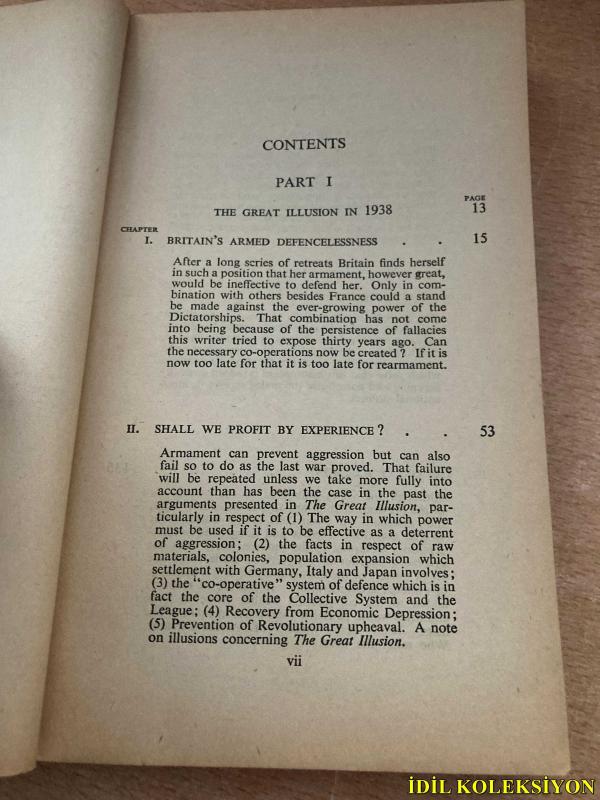 CONTENTS
PART I
PAGE
THE GREAT ILLUSION IN 1938 13
CHAPTER
I. BRITAIN'S ARMED DEFENCELESSNESS . . 15
After a long series of retreats Britain finds herself
in such a position that her armament, however great,
would be ineffective to defend her. Only in com-
bination with others besides France could a stand
be made against the ever-growing power of the
Dictatorships. That combination has not come
into being because of the persistence of fallacies
this writer tried to expose thirty years ago. Can
the necessary co-operations now be created? If it is
now too late for that it is too late for rearmament.
II. SHALL WE PROFIT BY EXPERIENCE? . . 53
Armament can prevent aggression but can also
fail so to do as the last war proved. That failure
will be repeated unless we take more fully into
account than has been the case in the past the
arguments presented in The Great Illusion, par-
ticularly in respect of (1) The way in which power
must be used if it is to be effective as a deterrent
of aggression; (2) the facts in respect of raw
materials, colonies, population expansion which
settlement with Germany, Italy and Japan involves;
(3) the "co-operative" system of defence which is in
fact the core of the Collective System and the
League; (4) Recovery from Economic Depression;
(5) Prevention of Revolutionary upheaval. A note
on illusions concerning The Great Illusion.
vii
İDİL KOLEKSİYON